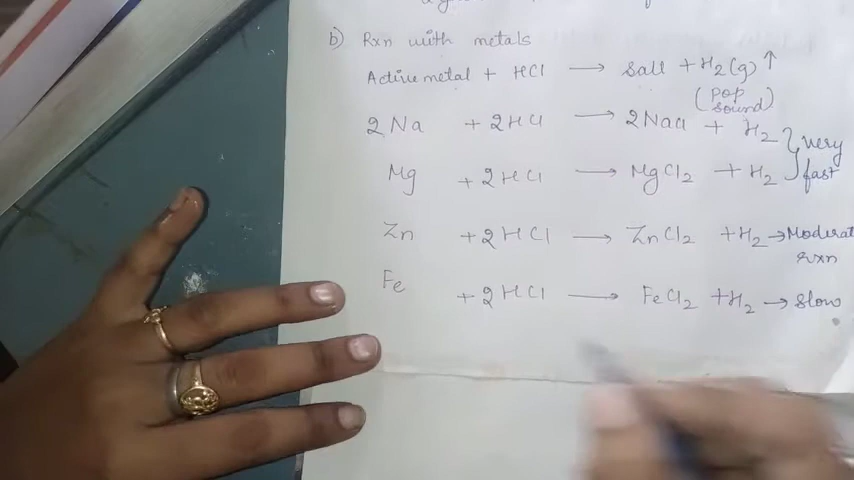 b) Rxn with metals
Active metal + HCl → Salt + H2(g) ↑
(pop sound)
2Na + 2HCl → 2NaCl + H2
Mg + 2HCl → MgCl2 + H2 } very fast
Zn + 2HCl → ZnCl2 + H2 → Moderat
rxn
Fe + 2HCl → FeCl2 + H2 → slow